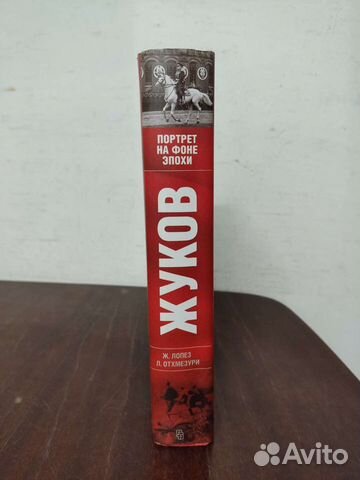 ПОРТРЕТ
НА ФОНЕ
ЭПОХИ
ЖУКОВ
Ж. ЛОПЕЗ
Л. ОТХМЕЗУРИ
Avito